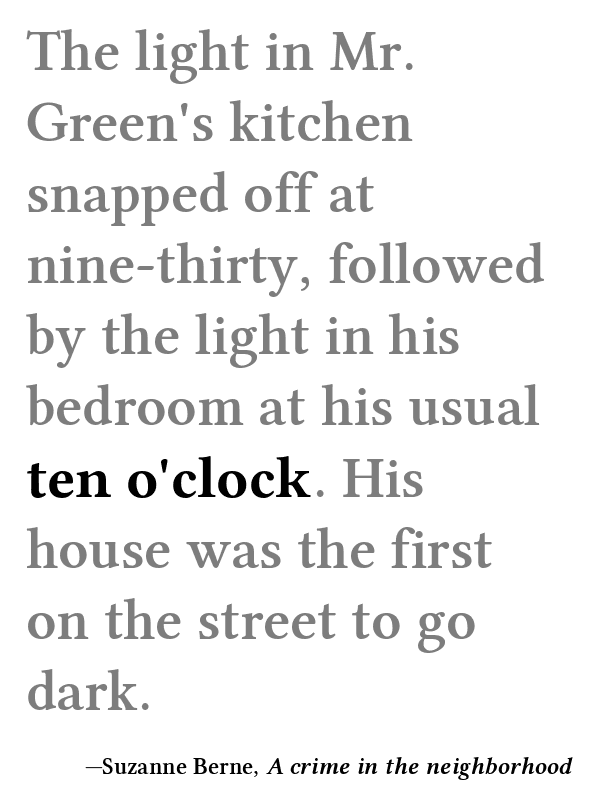 The light in Mr.
Green's kitchen
snapped off at
nine-thirty, followed
by the light in his
bedroom at his usual
ten o'clock. His
house was the first
on the street to go
dark.
—Suzanne Berne, A crime in the neighborhood